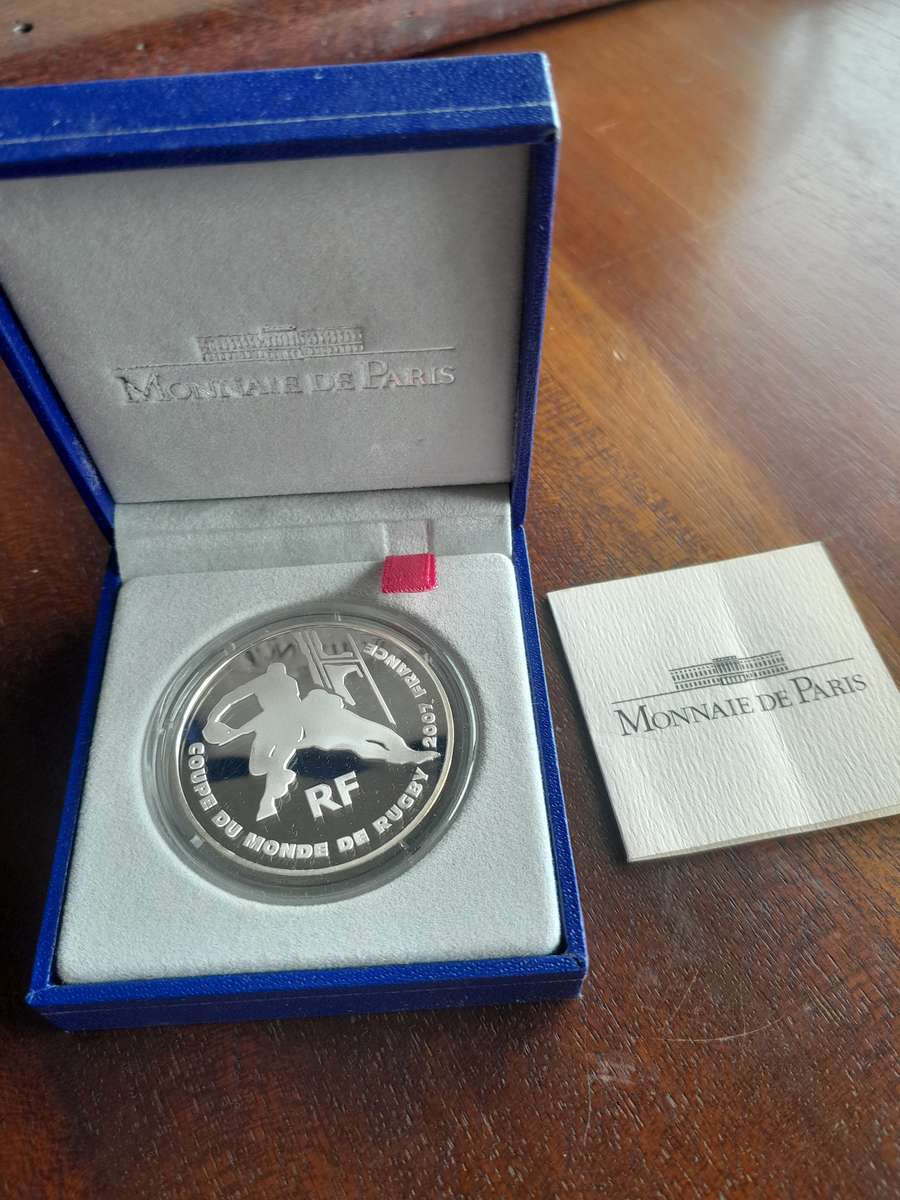 MONNAIE DE PARIS
COUPE DU MONDE DE RUGBY 2007 FRANCE
RF
MONNAIE DE PARIS